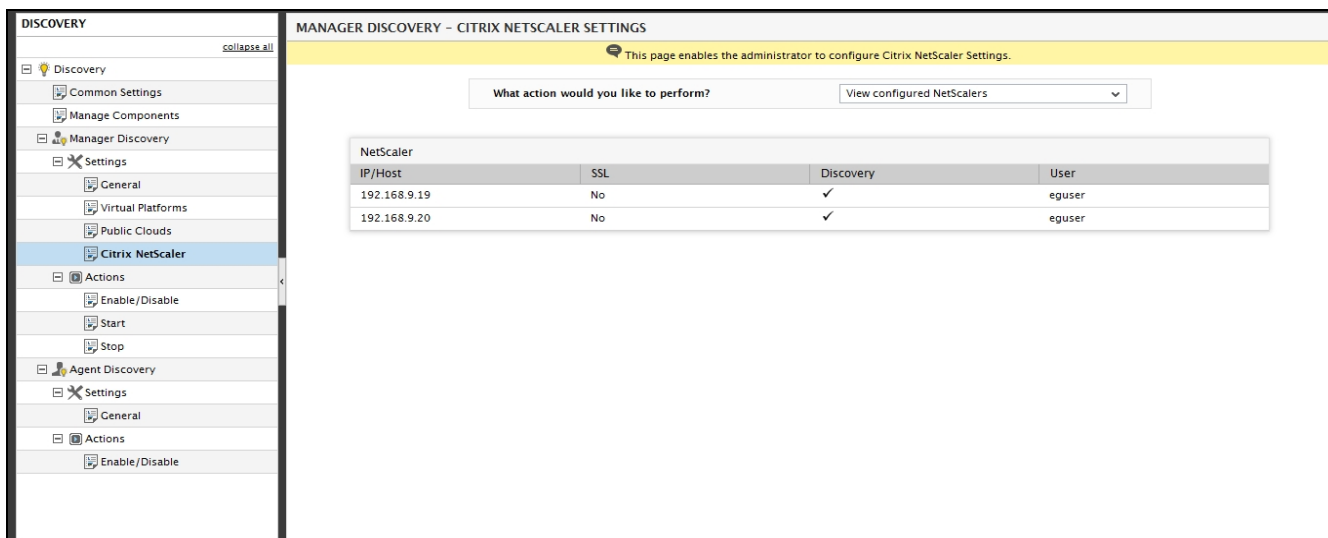 DISCOVERY
collapse all
Discovery
Common Settings
Manage Components
Manager Discovery
Settings
General
Virtual Platforms
Public Clouds
Citrix NetScaler
Actions
Enable/Disable
Start
Stop
Agent Discovery
Settings
General
Actions
Enable/Disable
MANAGER DISCOVERY - CITRIX NETSCALER SETTINGS
This page enables the administrator to configure Citrix NetScaler Settings.
What action would you like to perform? View configured NetScalers
NetScaler
IP/Host SSL Discovery User
192.168.9.19 No ✓ eguser
192.168.9.20 No ✓ eguser